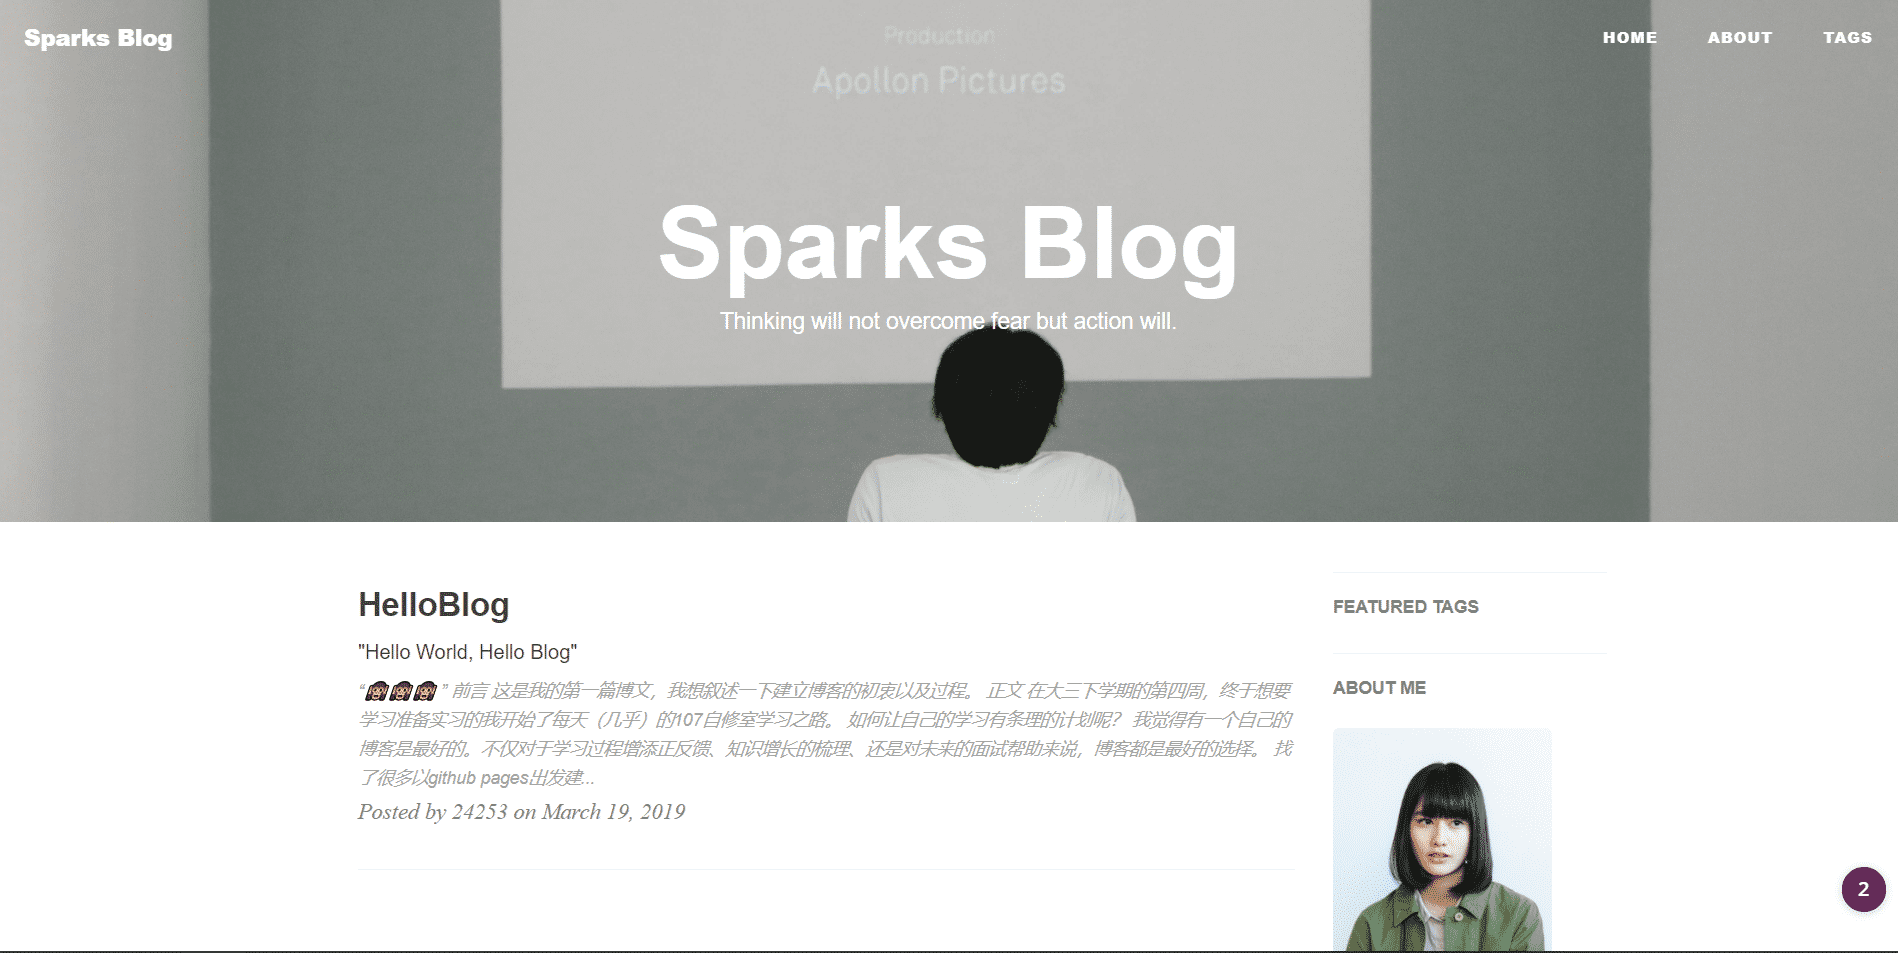 Sparks Blog
HOME
ABOUT
TAGS
Production
Apollon Pictures
Sparks Blog
Thinking will not overcome fear but action will.
HelloBlog
"Hello World, Hello Blog"
“🙉🙉🙉 ” 前言 这是我的第一篇博文，我想叙述一下建立博客的初衷以及过程。 正文 在大三下学期的第四周，终于想要
学习准备实习的我开始了每天（几乎）的107自修室学习之路。 如何让自己的学习有条理的计划呢？ 我觉得有一个自己的
博客是最好的。不仅对于学习过程增添正反馈、知识增长的梳理、还是对未来的面试帮助来说，博客都是最好的选择。 找
了很多以github pages出发建...
Posted by 24253 on March 19, 2019
FEATURED TAGS
ABOUT ME
2